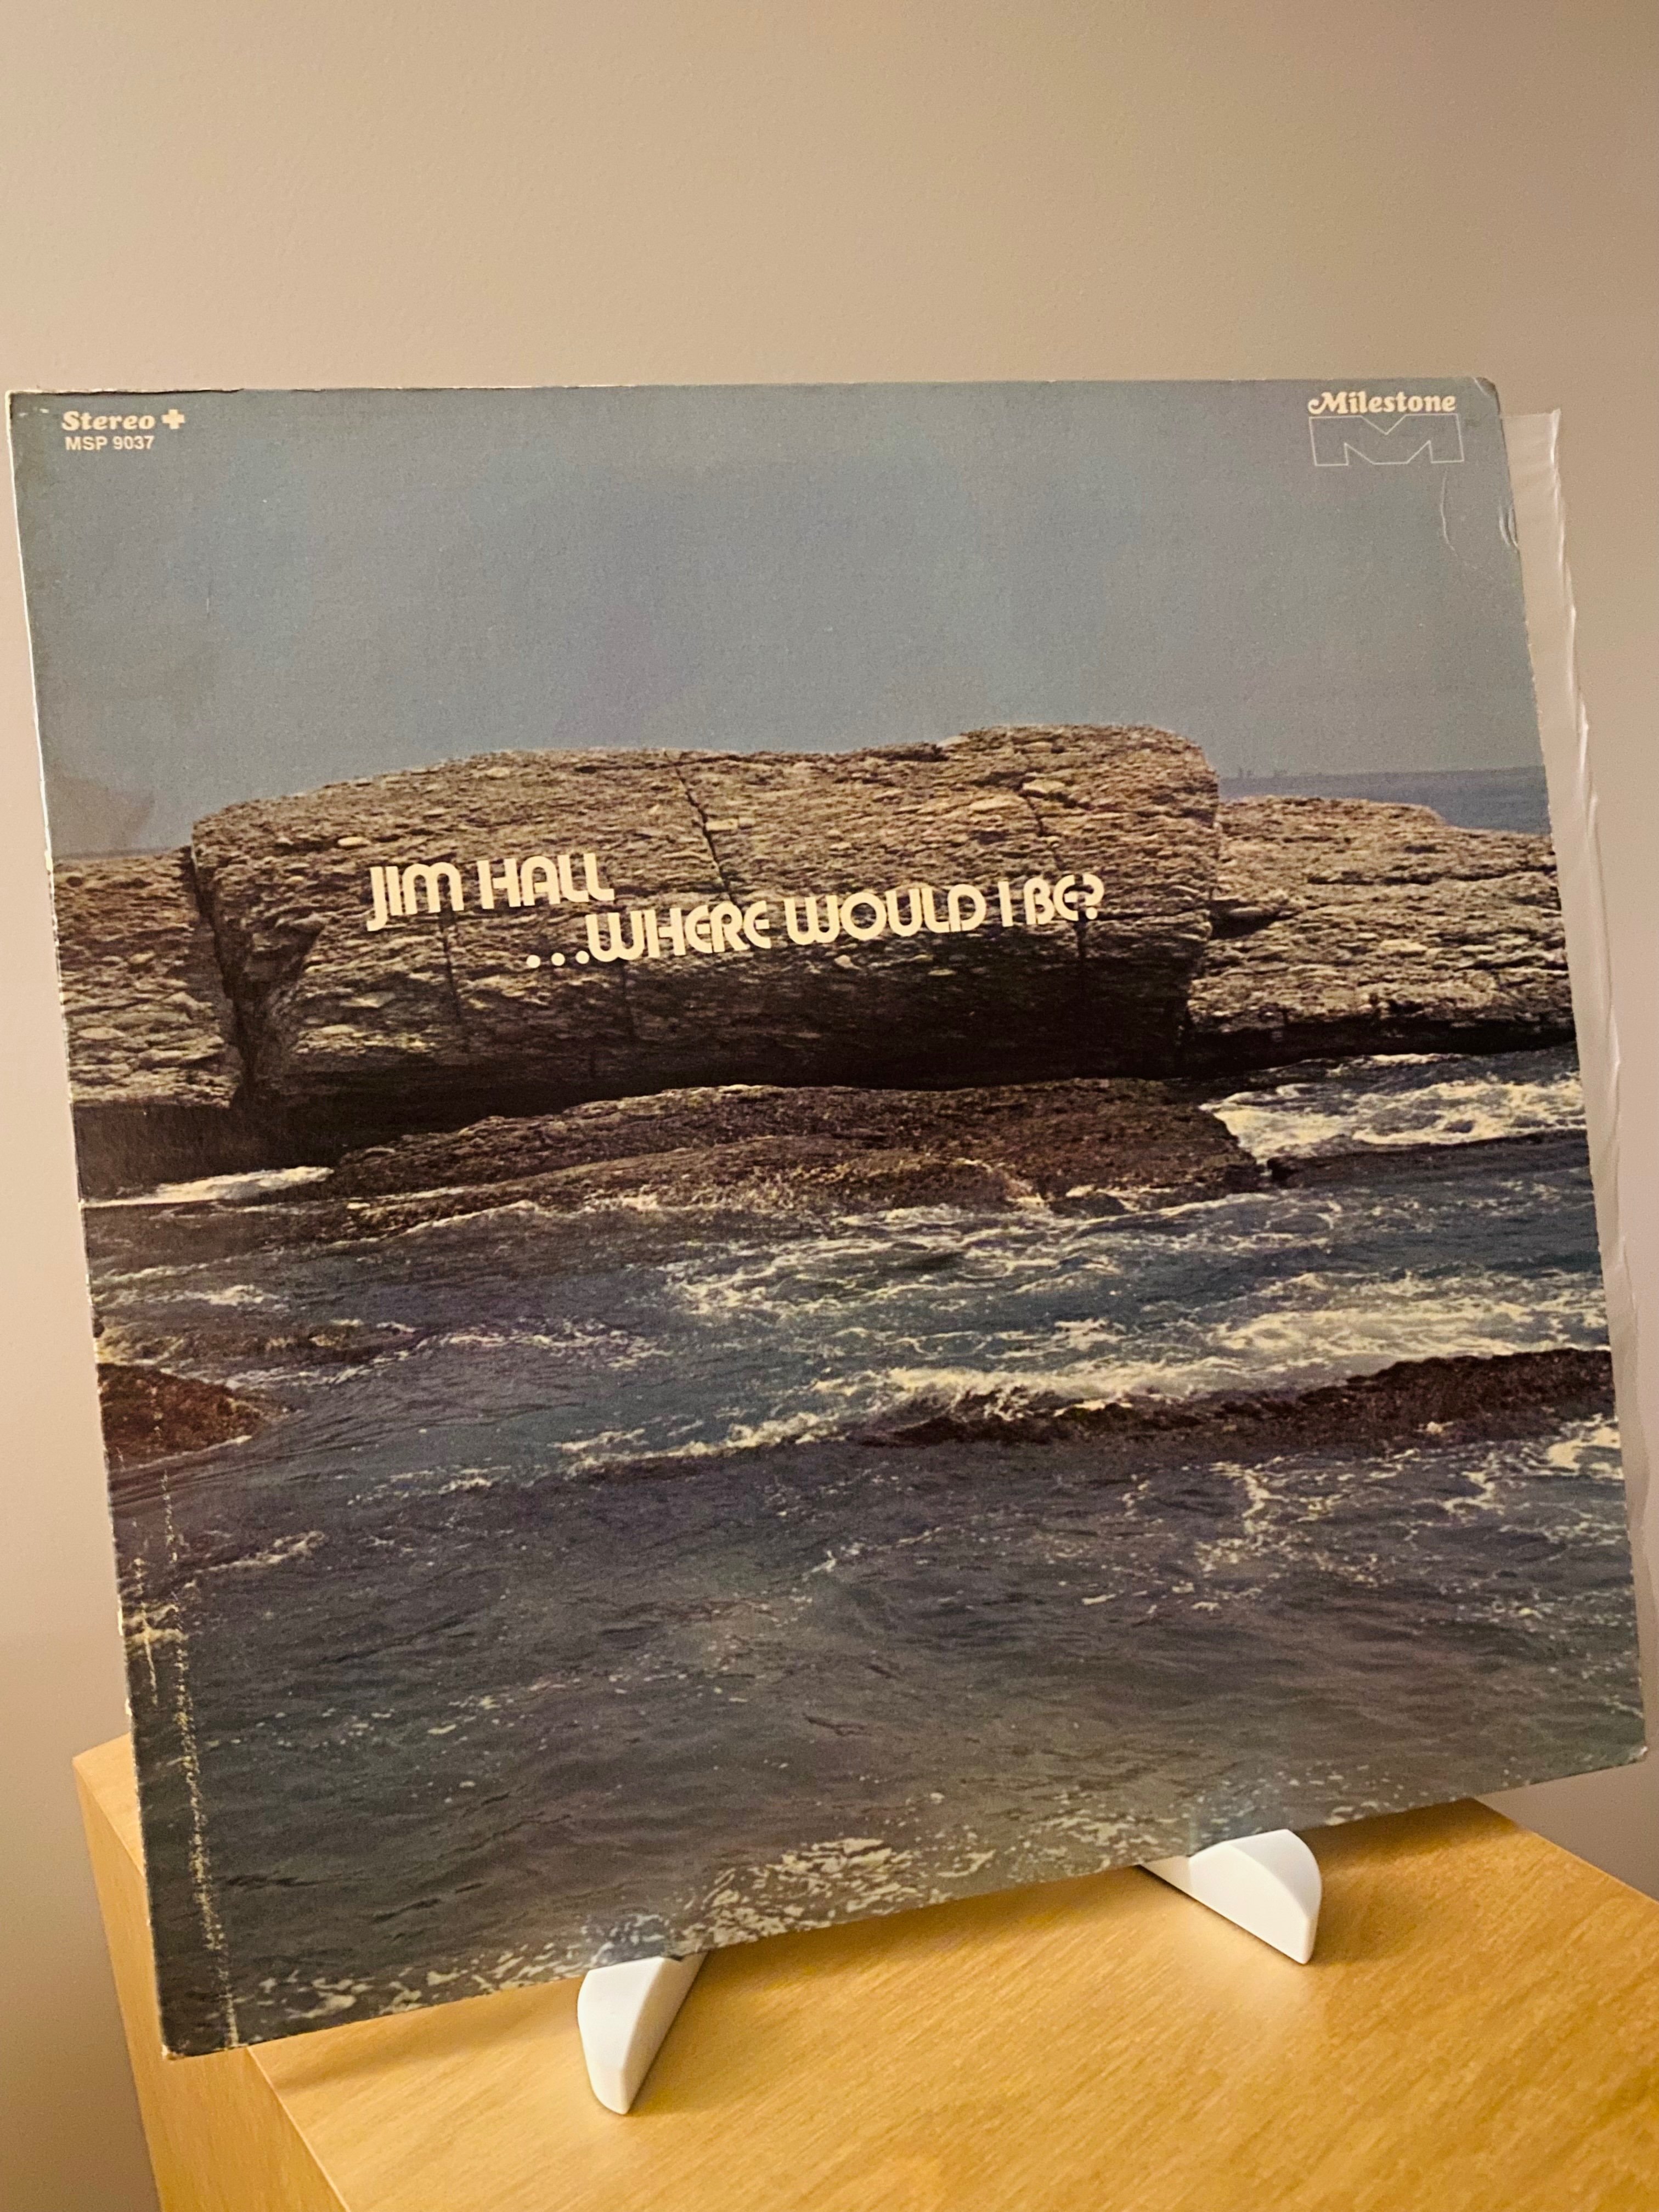 Stereo+
MSP 9037
Milestone
JIM HALL
...WHERE WOULD I BE?